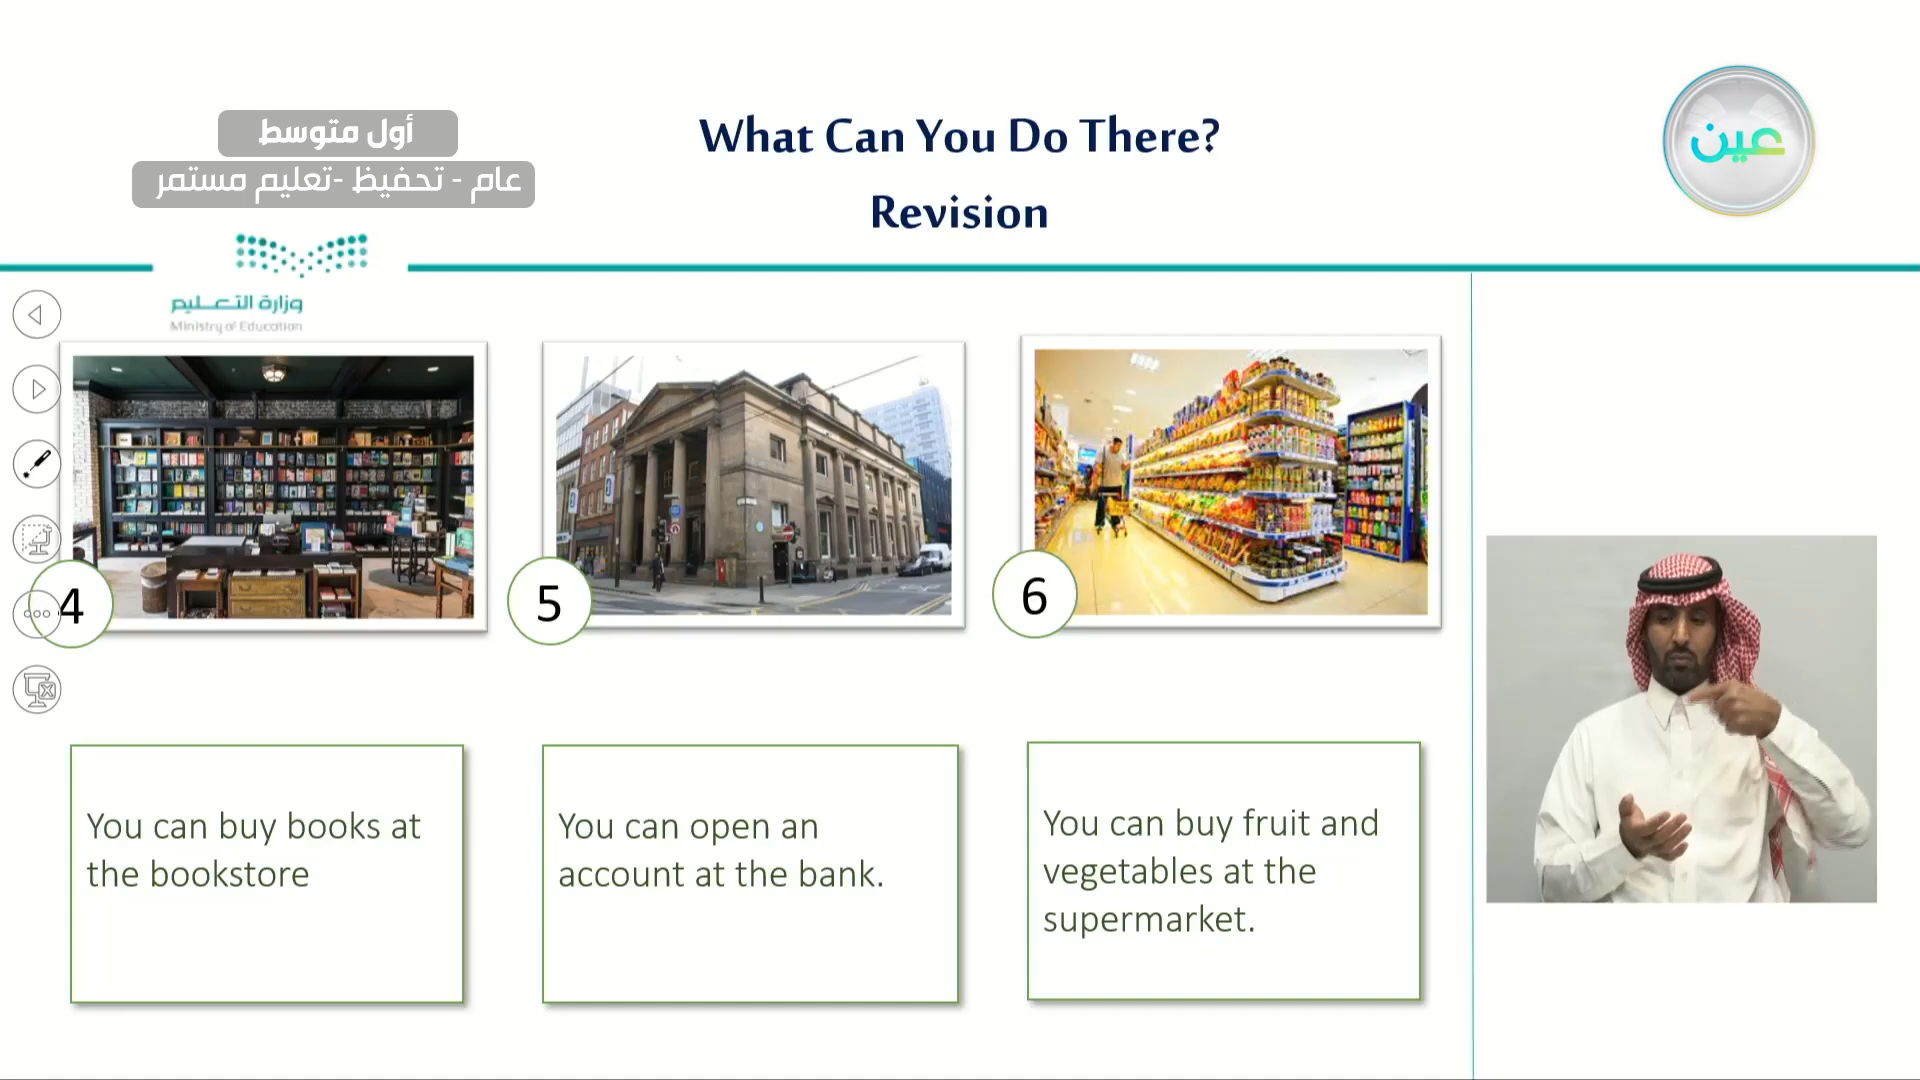 أول متوسط
عام - تحفيظ -تعليم مستمر
What Can You Do There?
Revision
عين
وزارة التعليم
Ministry of Education
4
5
6
You can buy books at
the bookstore
You can open an
account at the bank.
You can buy fruit and
vegetables at the
supermarket.